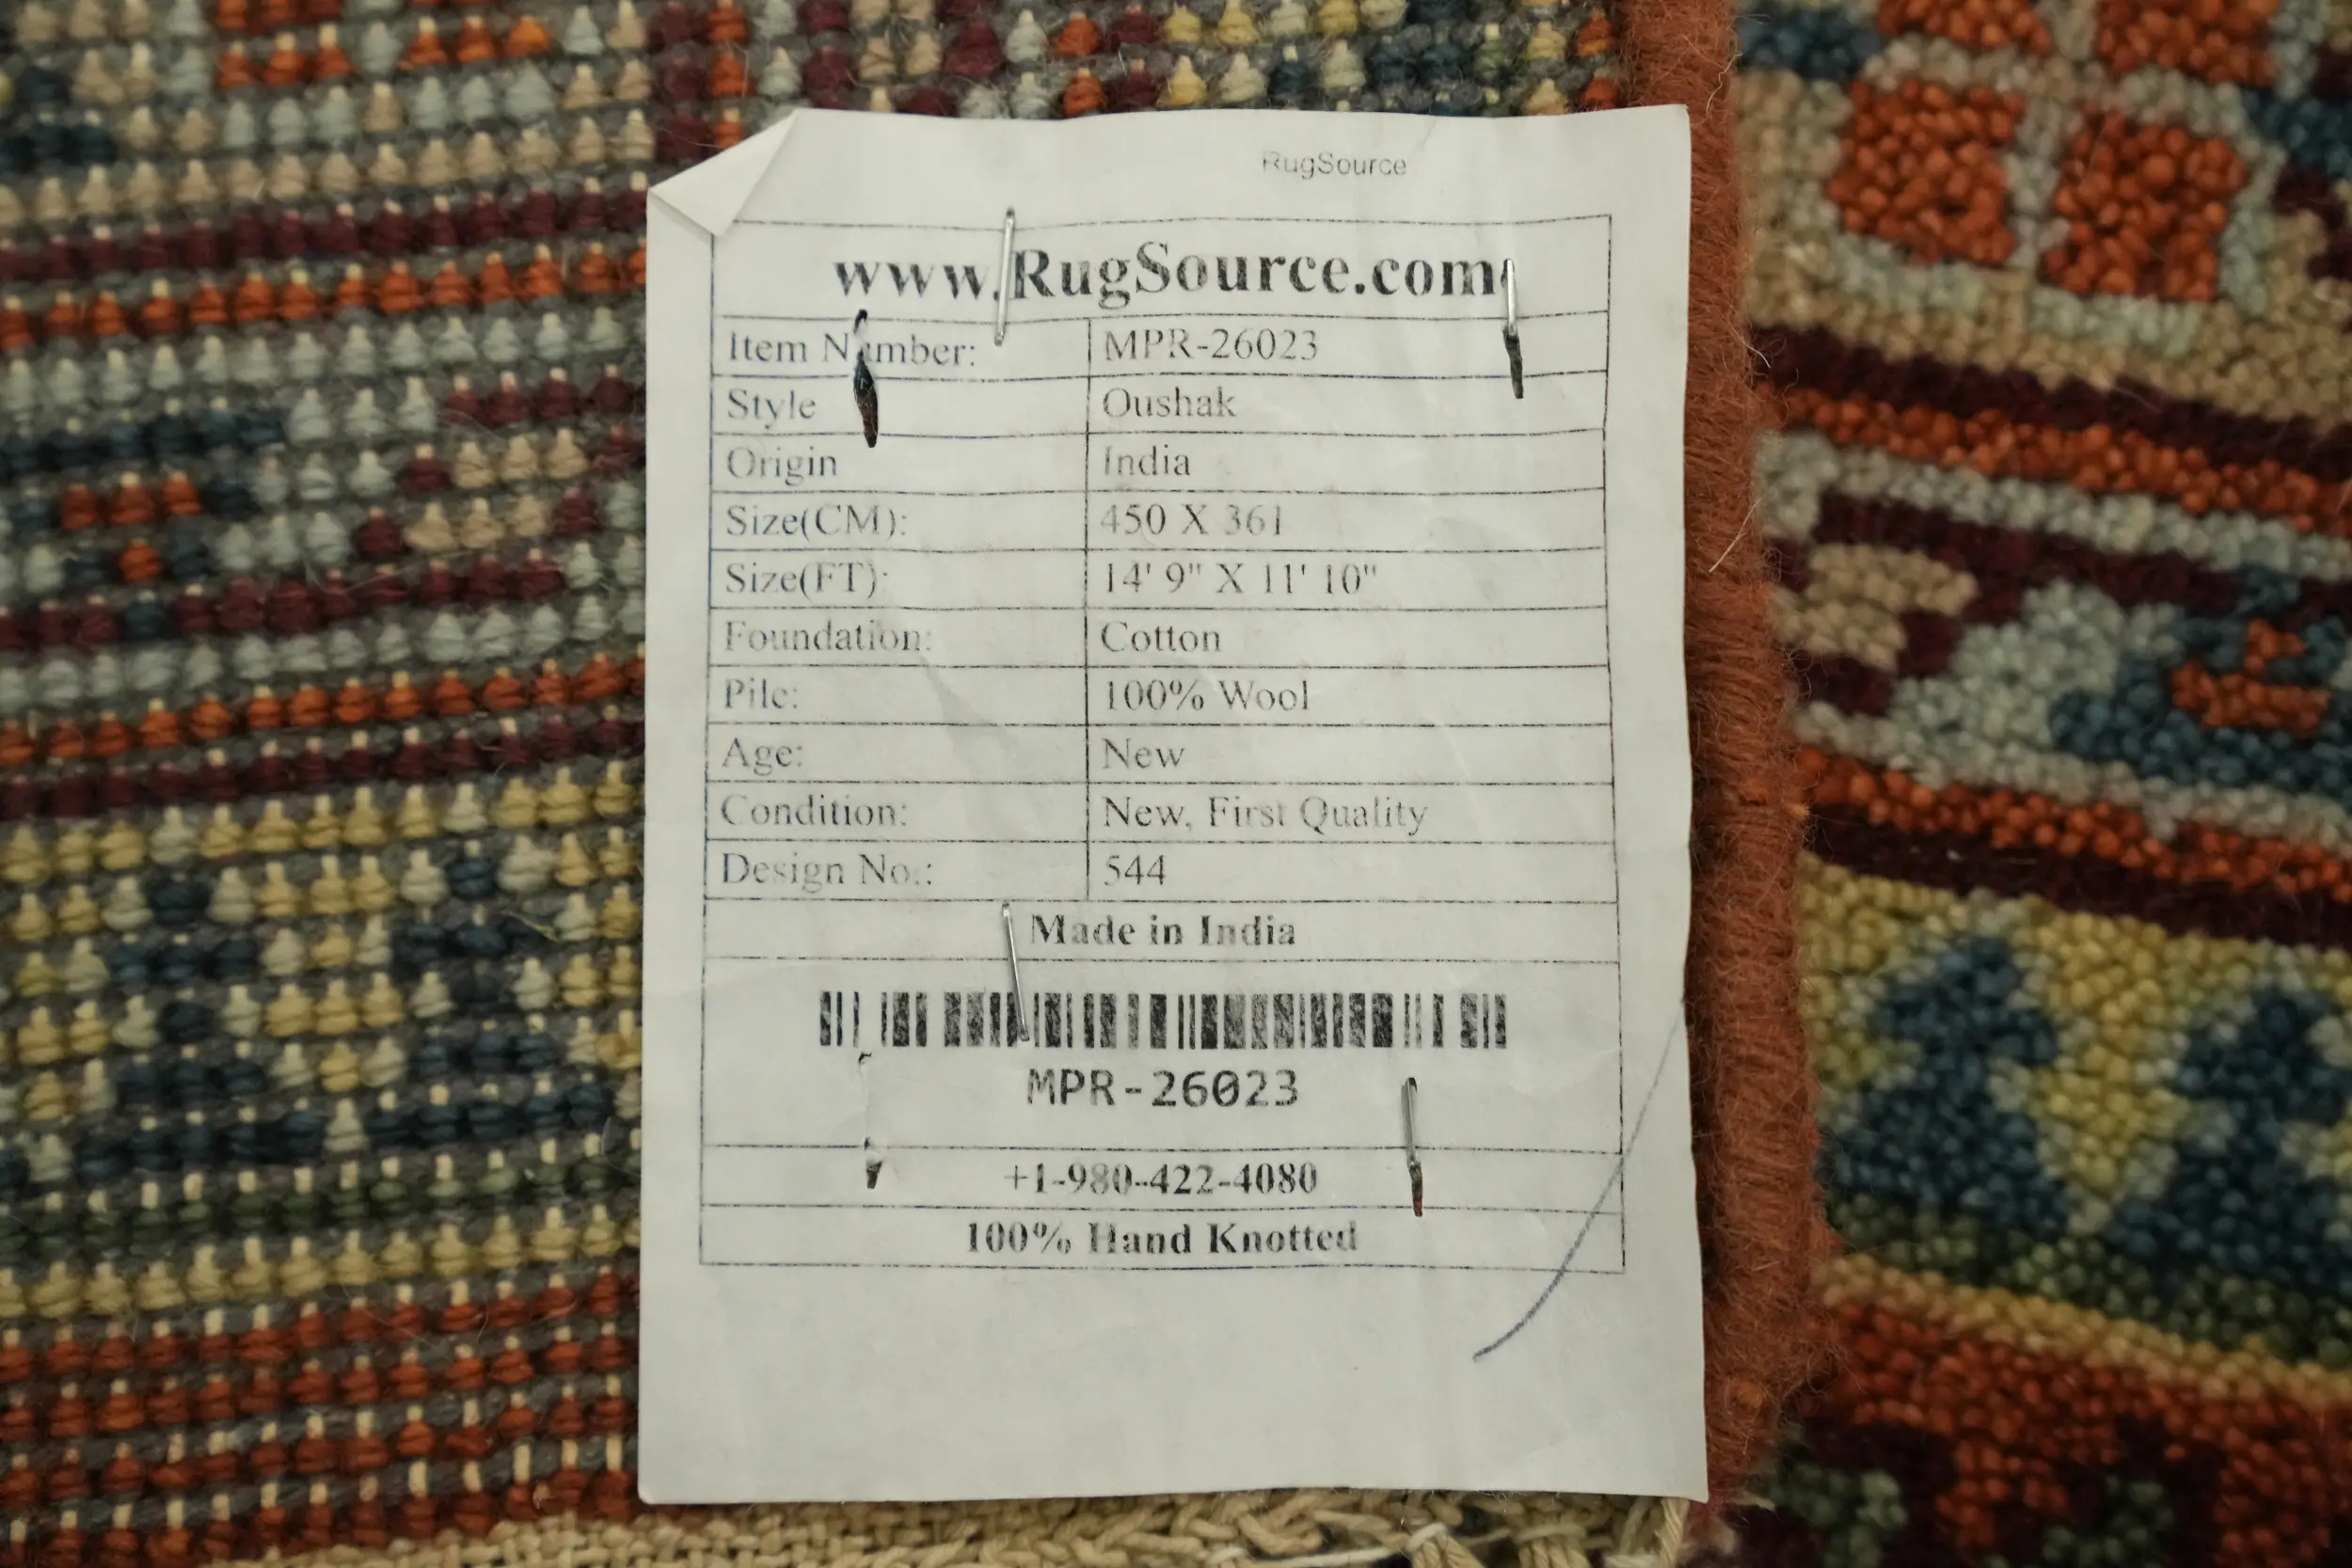 RugSource
www.RugSource.com
Item Number: MPR-26023
Style Oushak
Origin India
Size(CM): 450 X 361
Size(FT): 14' 9" X 11' 10"
Foundation: Cotton
Pile: 100% Wool
Age: New
Condition: New, First Quality
Design No.: 544
Made in India
MPR-26023
+1-980-422-4080
100% Hand Knotted